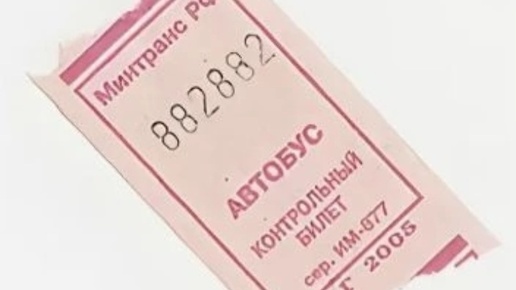 Минтранс РФ
882882
АВТОБУС
КОНТРОЛЬНЫЙ
БИЛЕТ
сер. ИМ-877
Г 2005